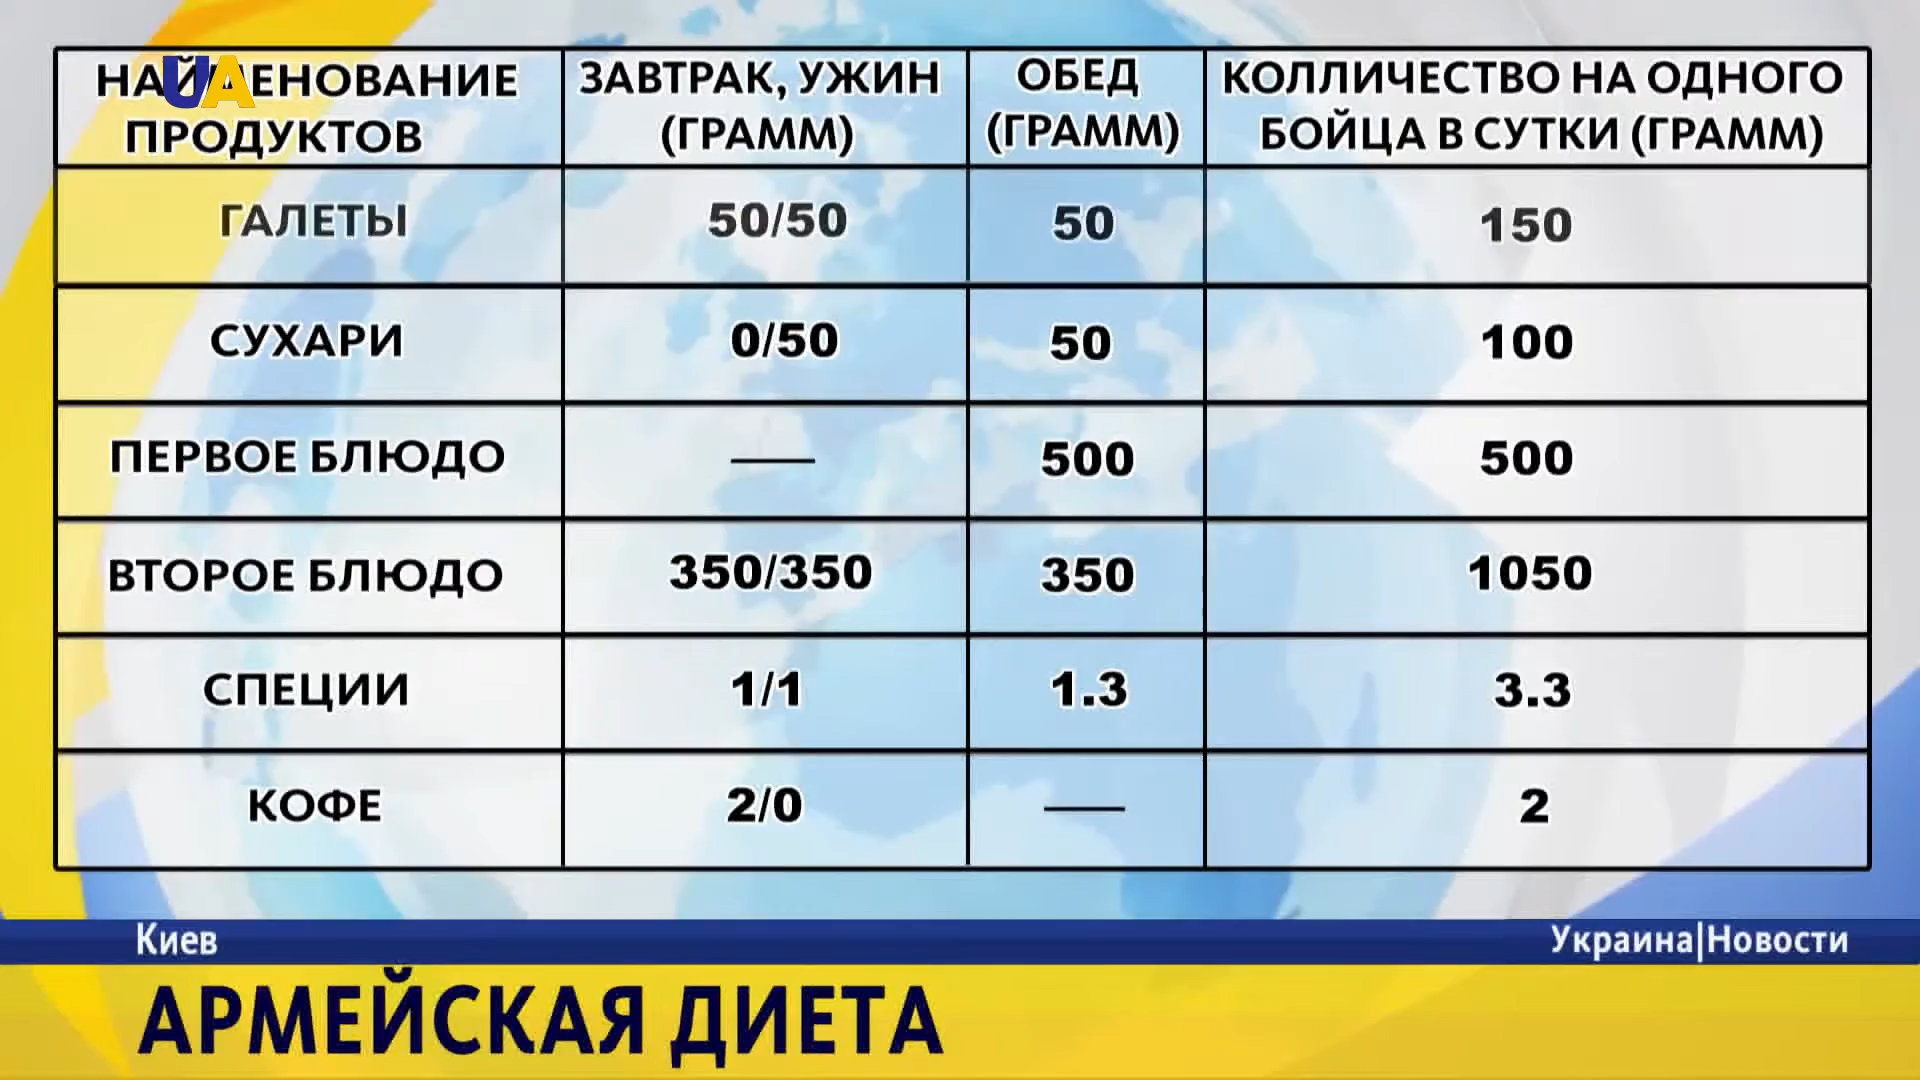 UA
НАИМЕНОВАНИЕ
ПРОДУКТОВ
ЗАВТРАК, УЖИН
(ГРАММ)
ОБЕД
(ГРАММ)
КОЛЛИЧЕСТВО НА ОДНОГО
БОЙЦА В СУТКИ (ГРАММ)
ГАЛЕТЫ 50/50 50 150
СУХАРИ 0/50 50 100
ПЕРВОЕ БЛЮДО — 500 500
ВТОРОЕ БЛЮДО 350/350 350 1050
СПЕЦИИ 1/1 1.3 3.3
КОФЕ 2/0 — 2
Киев
Украина|Новости
АРМЕЙСКАЯ ДИЕТА